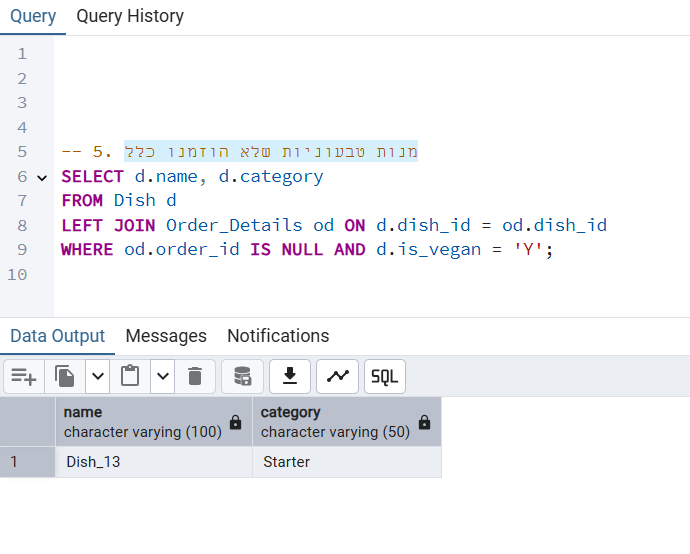 Query Query History
1
2
3
4
5 -- 5. מנות טבעוניות שלא הוזמנו כלל
6 SELECT d.name, d.category
7 FROM Dish d
8 LEFT JOIN Order_Details od ON d.dish_id = od.dish_id
9 WHERE od.order_id IS NULL AND d.is_vegan = 'Y';
10
Data Output Messages Notifications
SQL
name category
character varying (100) character varying (50)
1 Dish_13 Starter